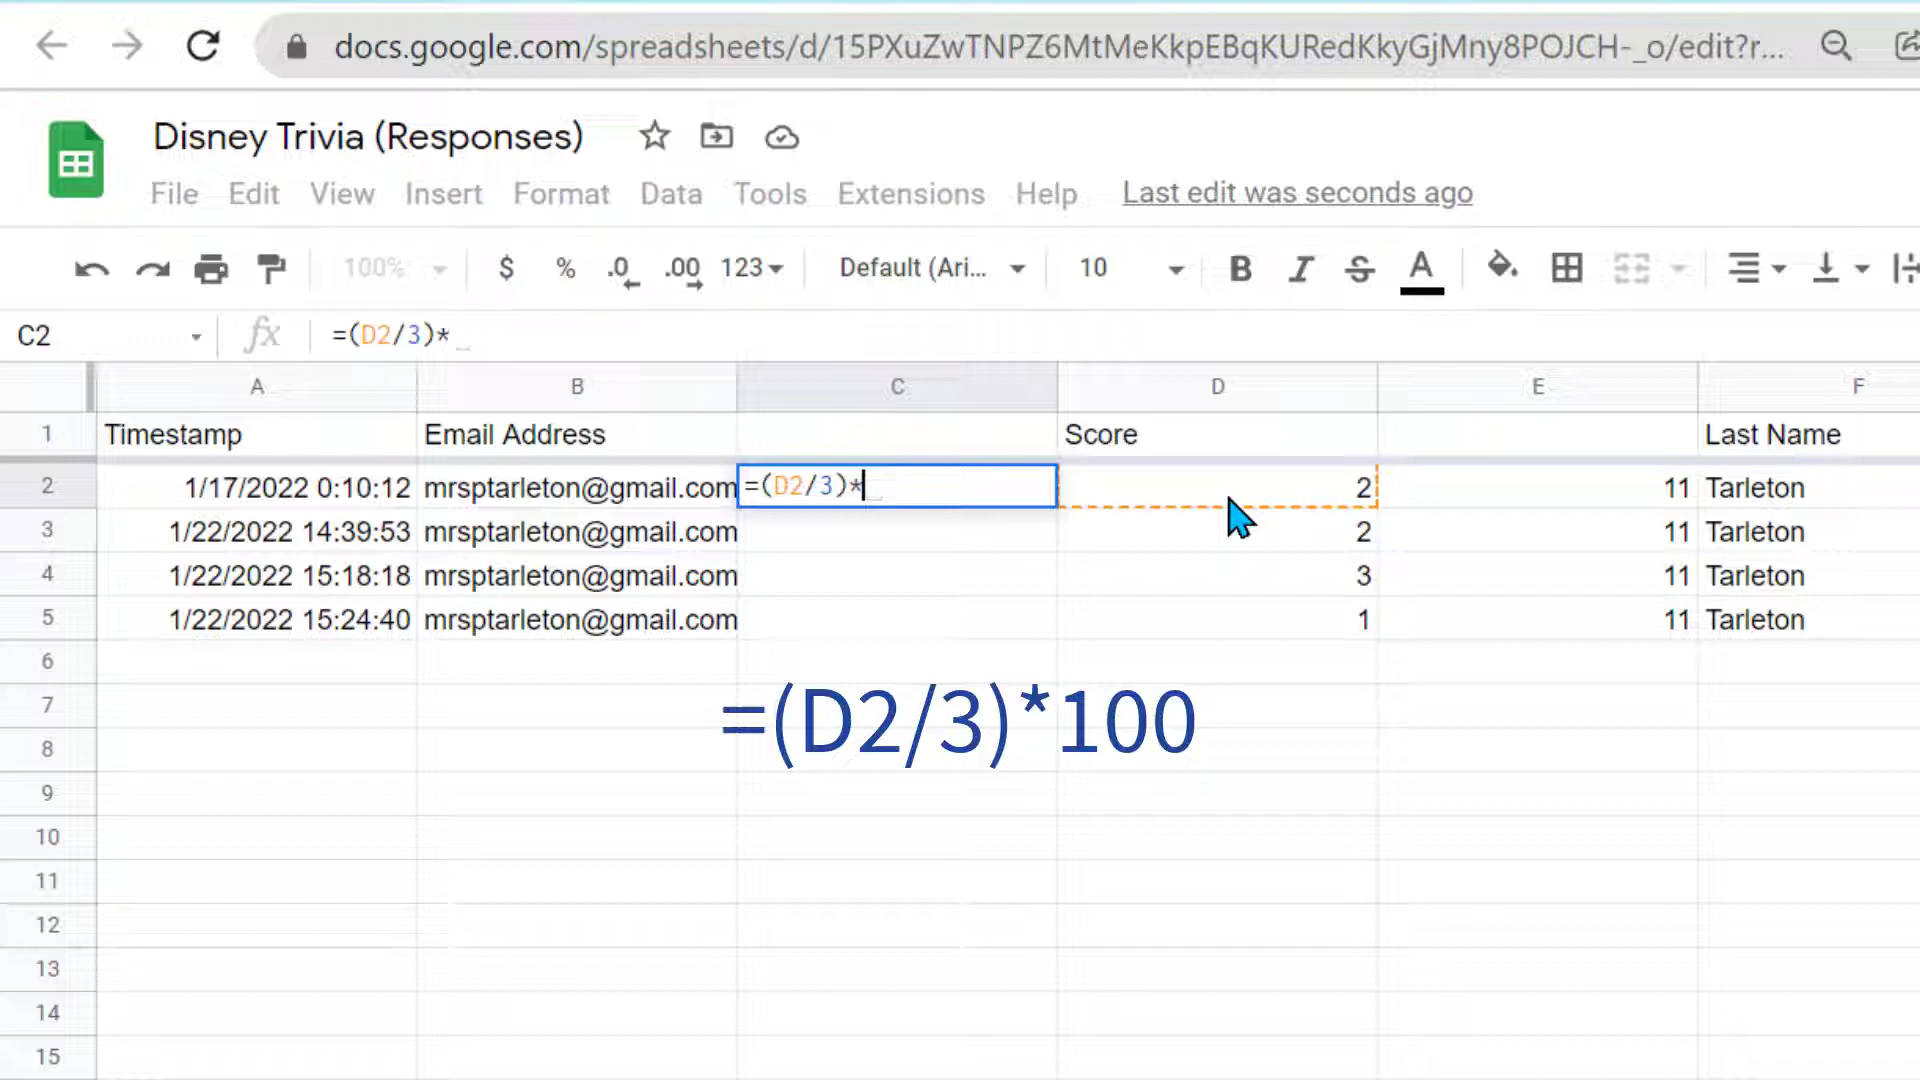 docs.google.com/spreadsheets/d/15PXuZwTNPZ6MtMeKkpEBqKURedKkyGjMny8POJCH-_o/edit?r...
Disney Trivia (Responses)
File Edit View Insert Format Data Tools Extensions Help Last edit was seconds ago
100% $ % .0 .00 123 Default (Ari... 10 B I S A
C2 fx =(D2/3)*
A B C D E F
1 Timestamp Email Address Score Last Name
2 1/17/2022 0:10:12 mrsptarleton@gmail.com =(D2/3)* 2 11 Tarleton
3 1/22/2022 14:39:53 mrsptarleton@gmail.com 2 11 Tarleton
4 1/22/2022 15:18:18 mrsptarleton@gmail.com 3 11 Tarleton
5 1/22/2022 15:24:40 mrsptarleton@gmail.com 1 11 Tarleton
6
7 =(D2/3)*100
8
9
10
11
12
13
14
15